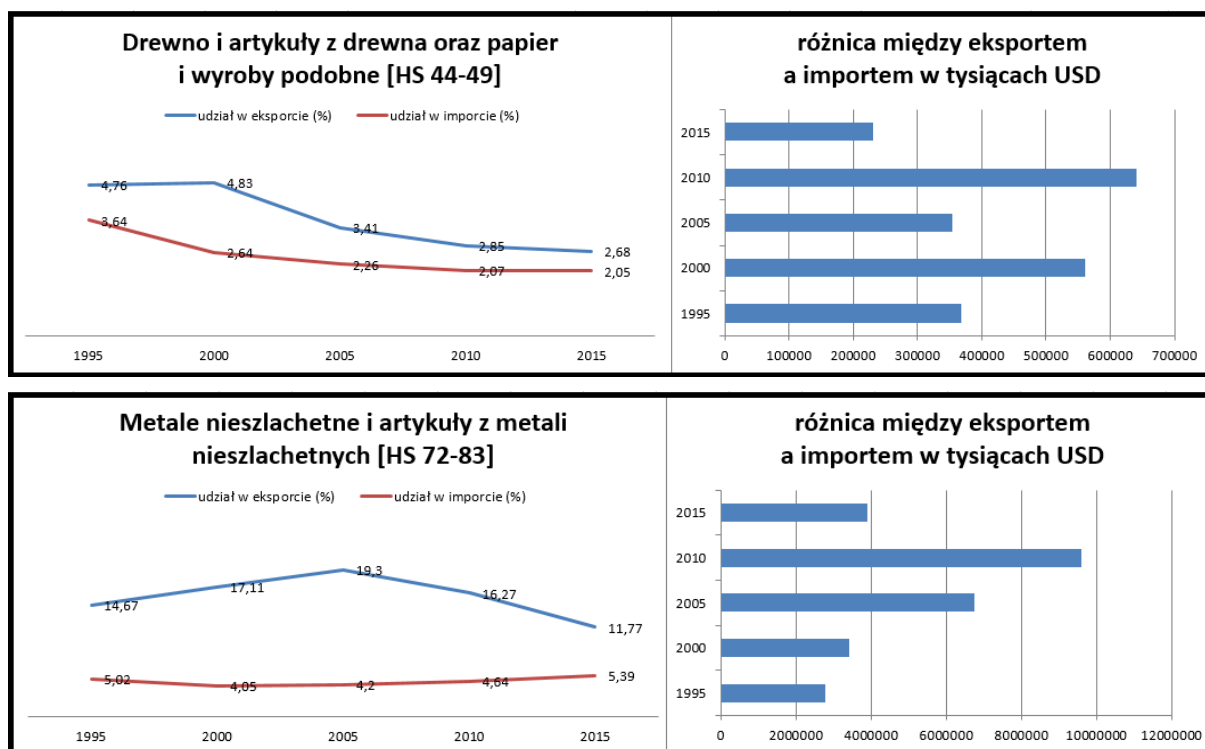 Drewno i artykuły z drewna oraz papier
i wyroby podobne [HS 44-49]
udział w eksporcie (%) udział w imporcie (%)
4,76 4,83 3,41 2,85 2,68
3,64 2,64 2,26 2,07 2,05
1995 2000 2005 2010 2015
różnica między eksportem
a importem w tysiącach USD
2015
2010
2005
2000
1995
0 100000 200000 300000 400000 500000 600000 700000
Metale nieszlachetne i artykuły z metali
nieszlachetnych [HS 72-83]
udział w eksporcie (%) udział w imporcie (%)
14,67 17,11 19,3 16,27 11,77
5,02 4,05 4,2 4,64 5,39
1995 2000 2005 2010 2015
różnica między eksportem
a importem w tysiącach USD
2015
2010
2005
2000
1995
0 2000000 4000000 6000000 8000000 10000000 12000000